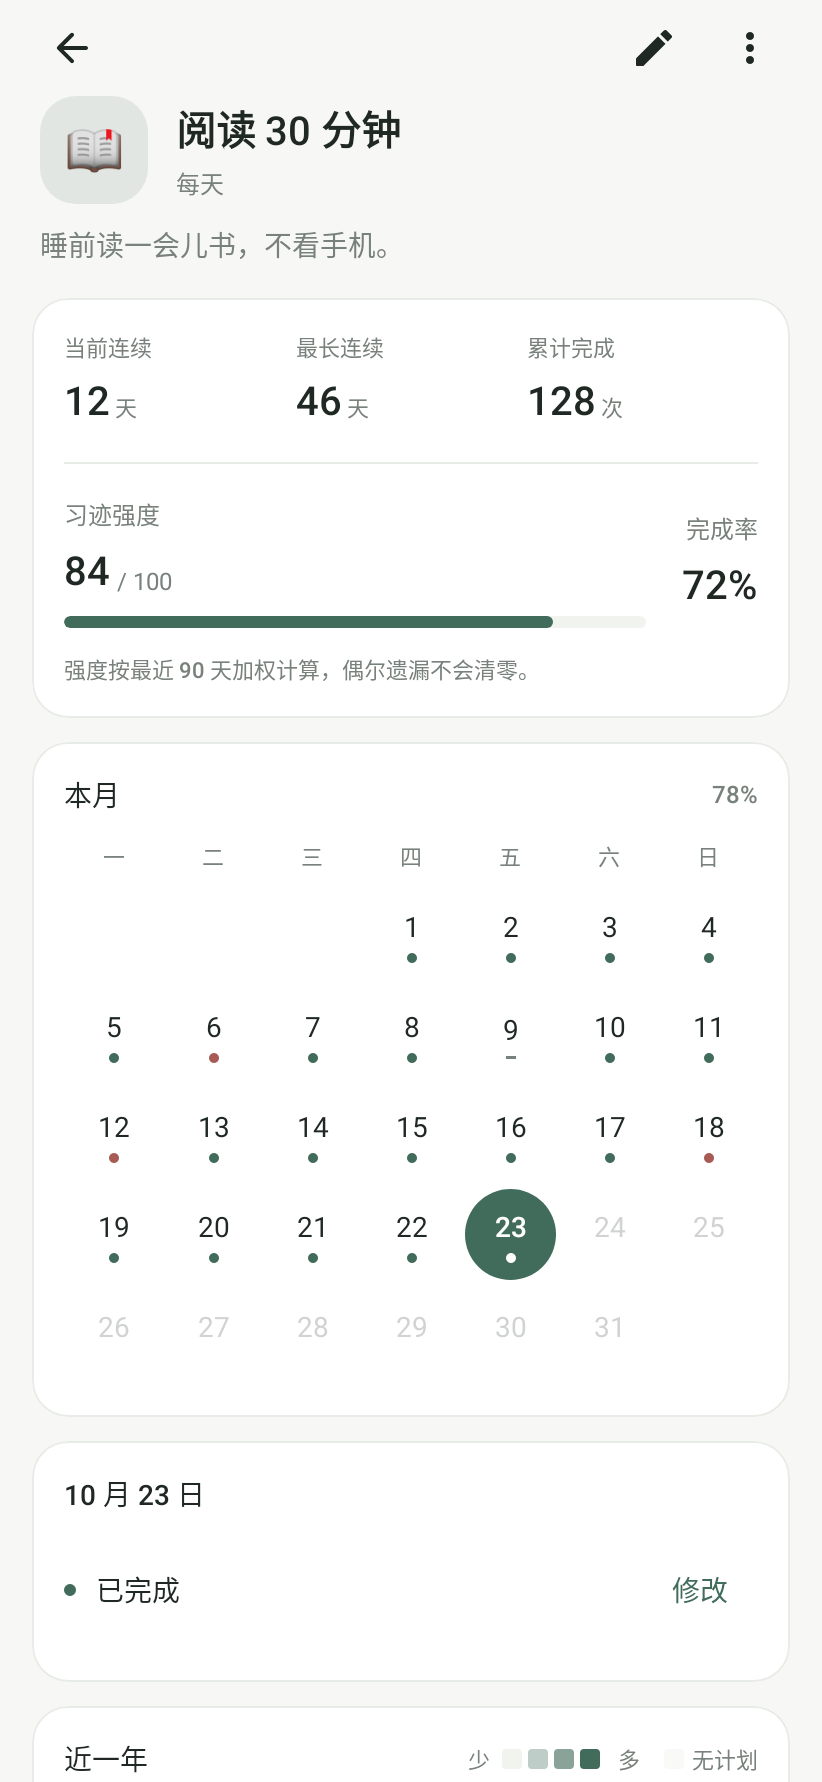 阅读 30 分钟
每天
睡前读一会儿书，不看手机。
当前连续 最长连续 累计完成
12 天 46 天 128 次
习迹强度
完成率
84 / 100
72%
强度按最近 90 天加权计算，偶尔遗漏不会清零。
本月 78%
一 二 三 四 五 六 日
1 2 3 4
5 6 7 8 9 10 11
12 13 14 15 16 17 18
19 20 21 22 23 24 25
26 27 28 29 30 31
10 月 23 日
已完成 修改
近一年 少 多 无计划